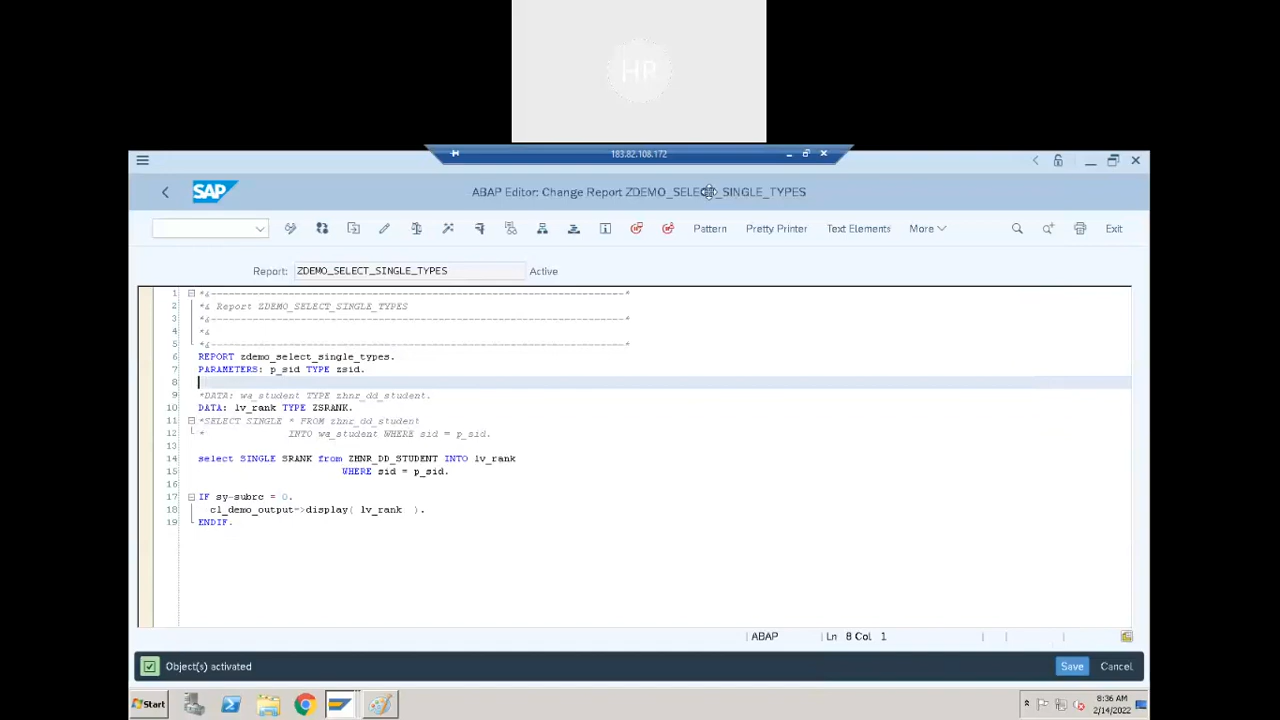 HP
183.82.108.172
SAP
ABAP Editor: Change Report ZDEMO_SELECT_SINGLE_TYPES
Pattern Pretty Printer Text Elements More Exit
Report: ZDEMO_SELECT_SINGLE_TYPES Active
1 *&---------------------------------------------------------------------*
2 *& Report ZDEMO_SELECT_SINGLE_TYPES
3 *&---------------------------------------------------------------------*
4 *&
5 *&---------------------------------------------------------------------*
6 REPORT zdemo_select_single_types.
7 PARAMETERS: p_sid TYPE zsid.
8
9 *DATA: wa_student TYPE zhnr_dd_student.
10 DATA: lv_rank TYPE ZSRANK.
11 *SELECT SINGLE * FROM zhnr_dd_student
12 * INTO wa_student WHERE sid = p_sid.
13
14 select SINGLE SRANK from ZHNR_DD_STUDENT INTO lv_rank
15 WHERE sid = p_sid.
16
17 IF sy-subrc = 0.
18 cl_demo_output=>display( lv_rank ).
19 ENDIF.
ABAP Ln 8 Col 1
Object(s) activated Save Cancel
Start 8:36 AM
2/14/2022